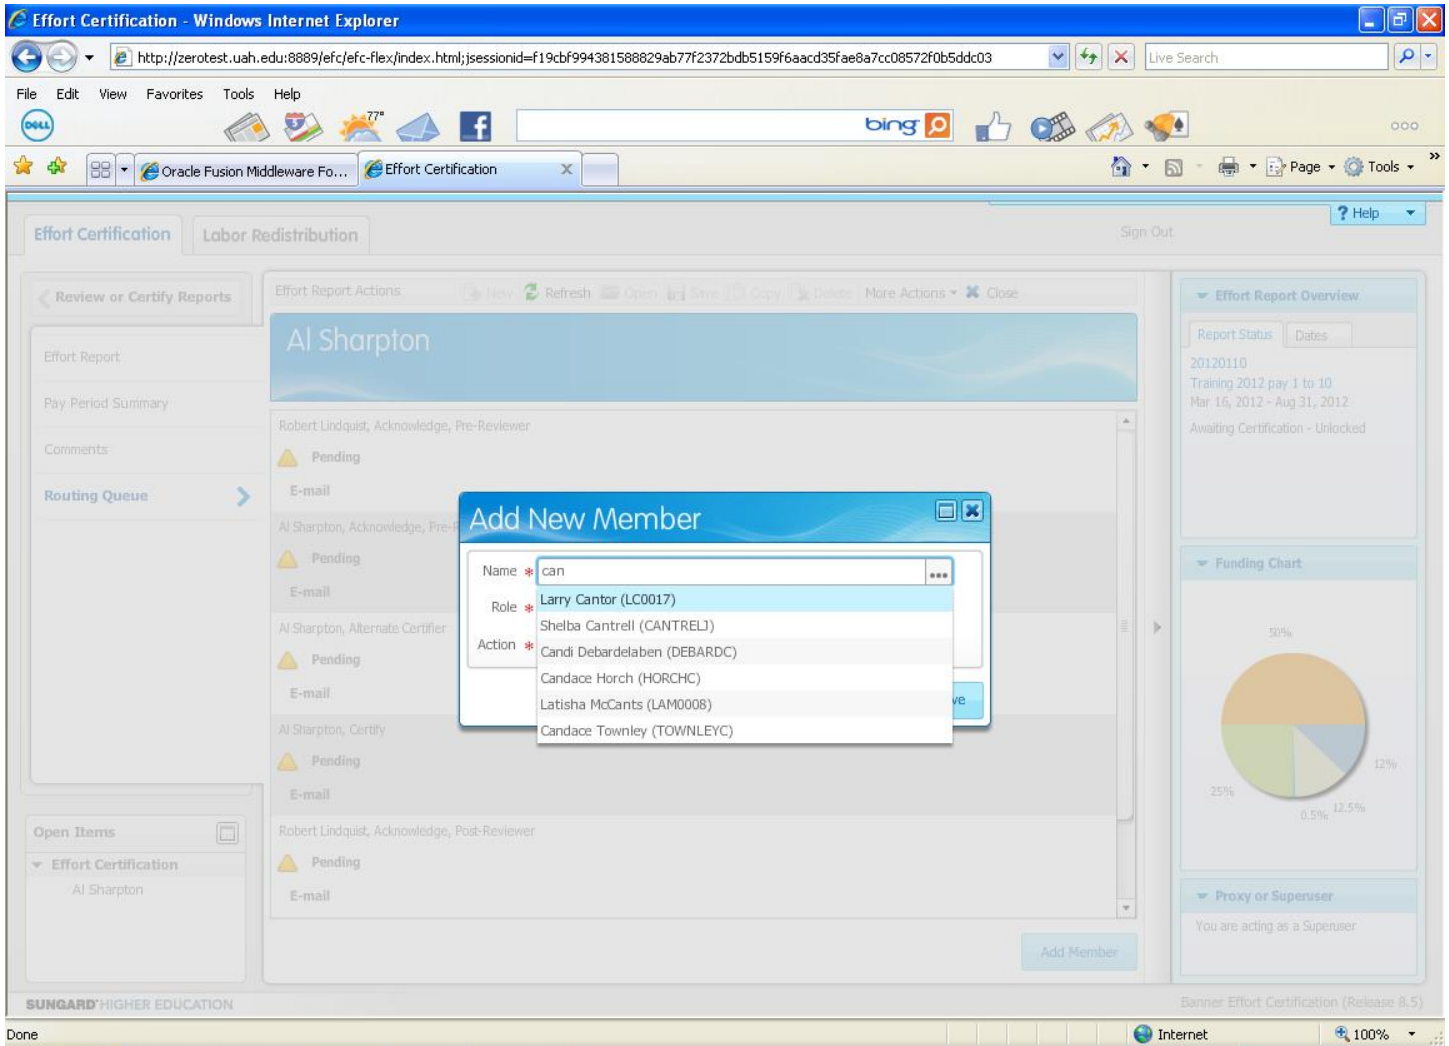 Effort Certification - Windows Internet Explorer
http://zerotest.uah.edu:8889/efc/efc-flex/index.html;jsessionid=f19cbf994381588829ab77f2372bdb5159f6aacd35fae8a7cc08572f0b5ddc03
Live Search
File Edit View Favorites Tools Help
DELL
77°
bing
Oracle Fusion Middleware Fo...
Effort Certification
Page
Tools
Effort Certification
Labor Redistribution
Sign Out
? Help
Review or Certify Reports
Effort Report
Pay Period Summary
Comments
Routing Queue
Open Items
Effort Certification
Al Sharpton
Effort Report Actions
New Refresh Open Save Copy Delete More Actions Close
Al Sharpton
Robert Lindquist, Acknowledge, Pre-Reviewer
Pending
E-mail
Al Sharpton, Acknowledge, Pre-R
Pending
E-mail
Al Sharpton, Alternate Certifier
Pending
E-mail
Al Sharpton, Certify
Pending
E-mail
Robert Lindquist, Acknowledge, Post-Reviewer
Pending
E-mail
Add Member
Add New Member
Name * can
Role *
Action *
Larry Cantor (LC0017)
Shelba Cantrell (CANTRELJ)
Candi Debardelaben (DEBARDC)
Candace Horch (HORCHC)
Latisha McCants (LAM0008)
Candace Townley (TOWNLEYC)
ve
Effort Report Overview
Report Status
Dates
20120110
Training 2012 pay 1 to 10
Mar 16, 2012 - Aug 31, 2012
Awaiting Certification - Unlocked
Funding Chart
50%
12%
12.5%
0.5%
25%
Proxy or Superuser
You are acting as a Superuser
SUNGARD HIGHER EDUCATION
Banner Effort Certification (Release 8.5)
Done
Internet
100%